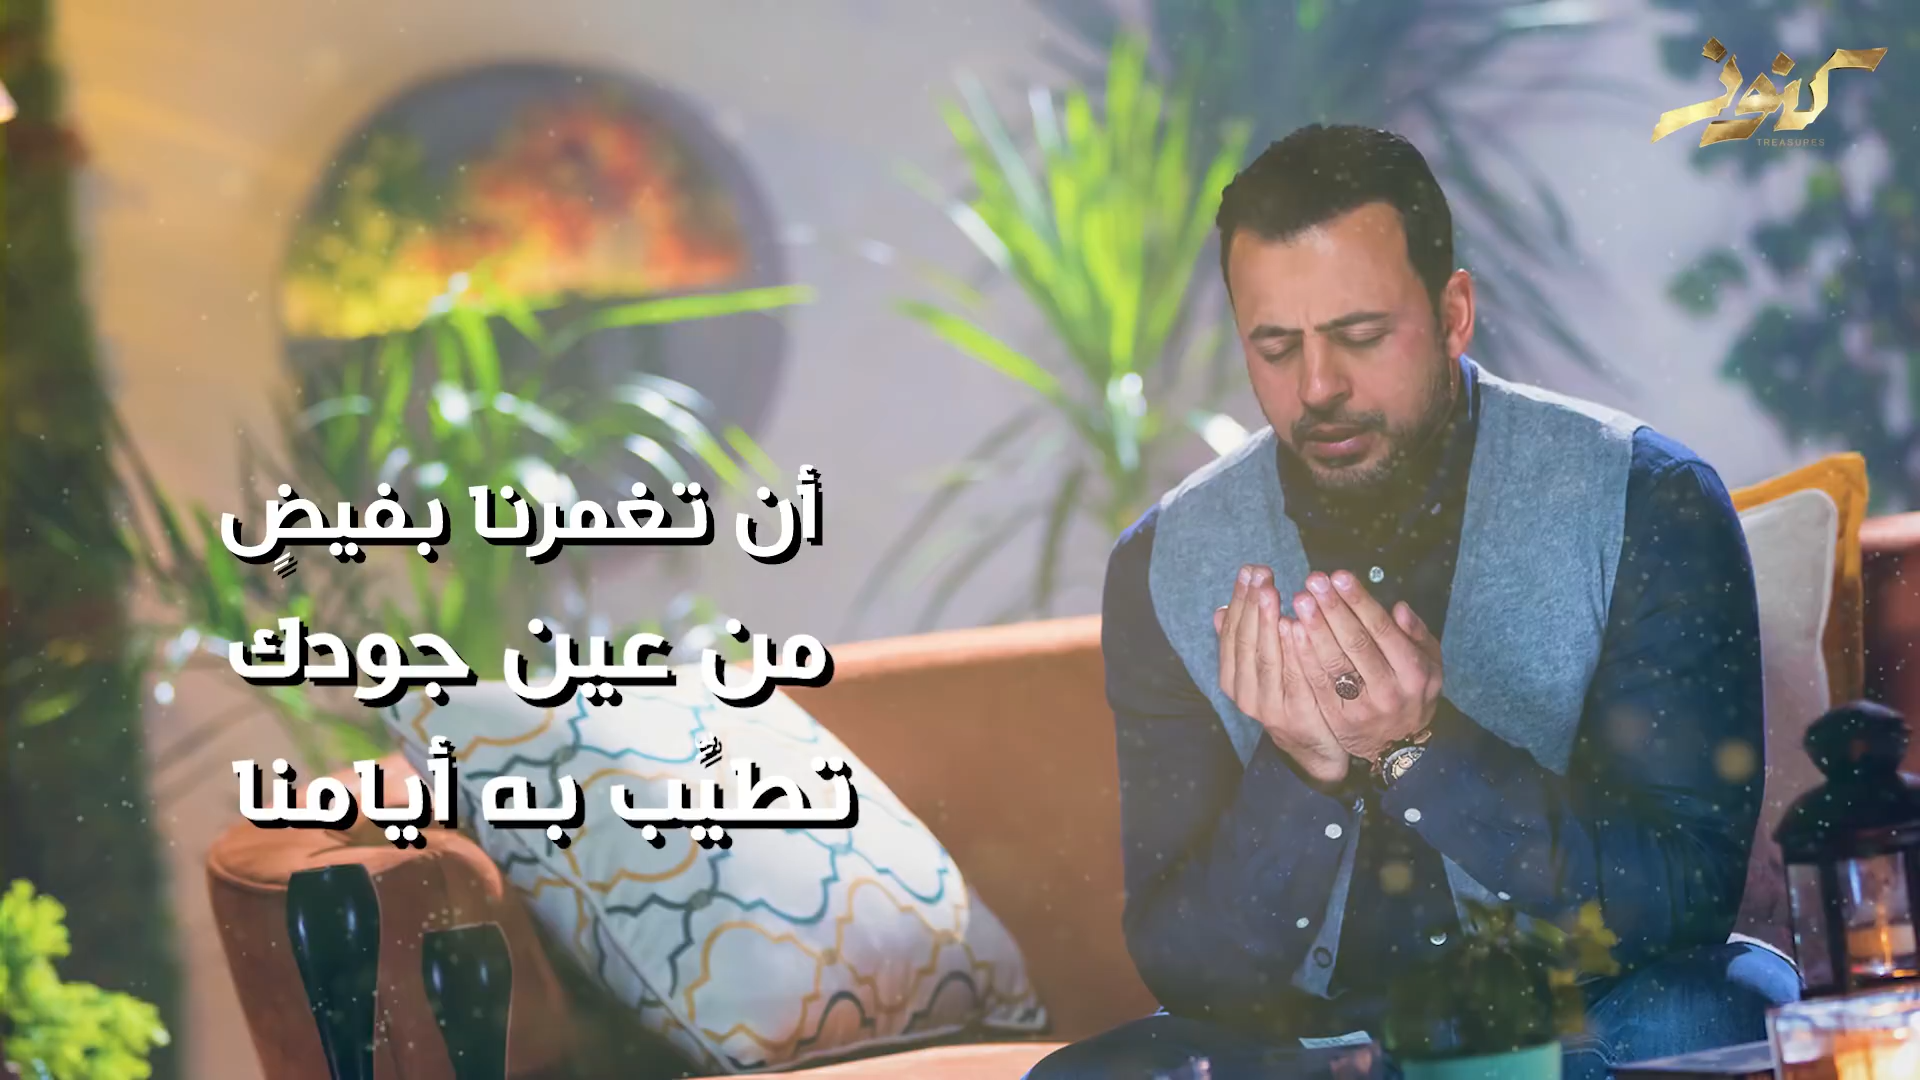 كنوز
TREASURES
أن تغمرنا بفيضٍ
من عين جودك
تطيِّب به أيامنا